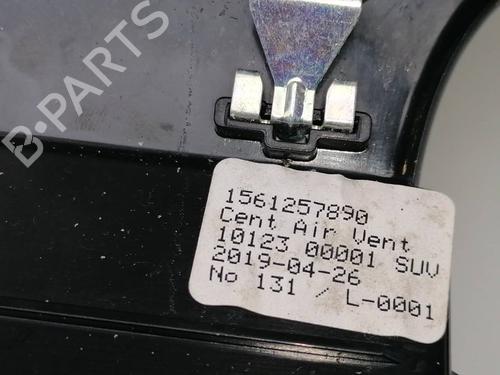 B-PARTS
1561257890
Cent Air Vent
10123 00001 SUV
2019-04-26
No 131 / L-0001